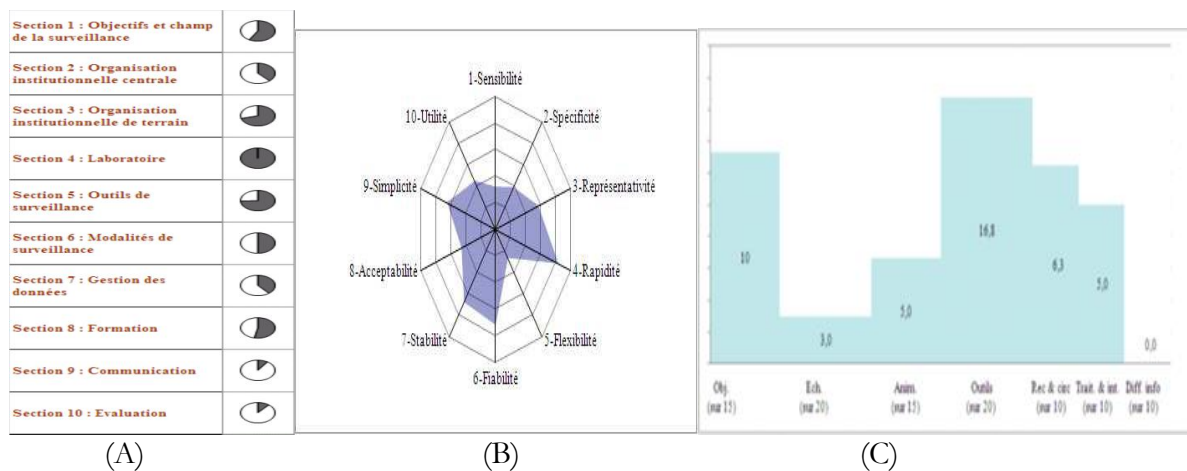 Section 1 : Objectifs et champ
de la surveillance
Section 2 : Organisation
institutionnelle centrale
Section 3 : Organisation
institutionnelle de terrain
Section 4 : Laboratoire
Section 5 : Outils de
surveillance
Section 6 : Modalités de
surveillance
Section 7 : Gestion des
données
Section 8 : Formation
Section 9 : Communication
Section 10 : Evaluation
(A)
1-Sensibilité
10-Utilité
2-Spécificité
9-Simplicité
3-Représentativité
8-Acceptabilité
4-Rapidité
7-Stabilité
5-Flexibilité
6-Fiabilité
(B)
10
3,0
5,0
16,8
6,3
5,0
0,0
Obj.
(sur 15)
Ech.
(sur 20)
Anim.
(sur 15)
Outils
(sur 20)
Rec & circ
(sur 10)
Trait. & int.
(sur 10)
Diff. info
(sur 10)
(C)